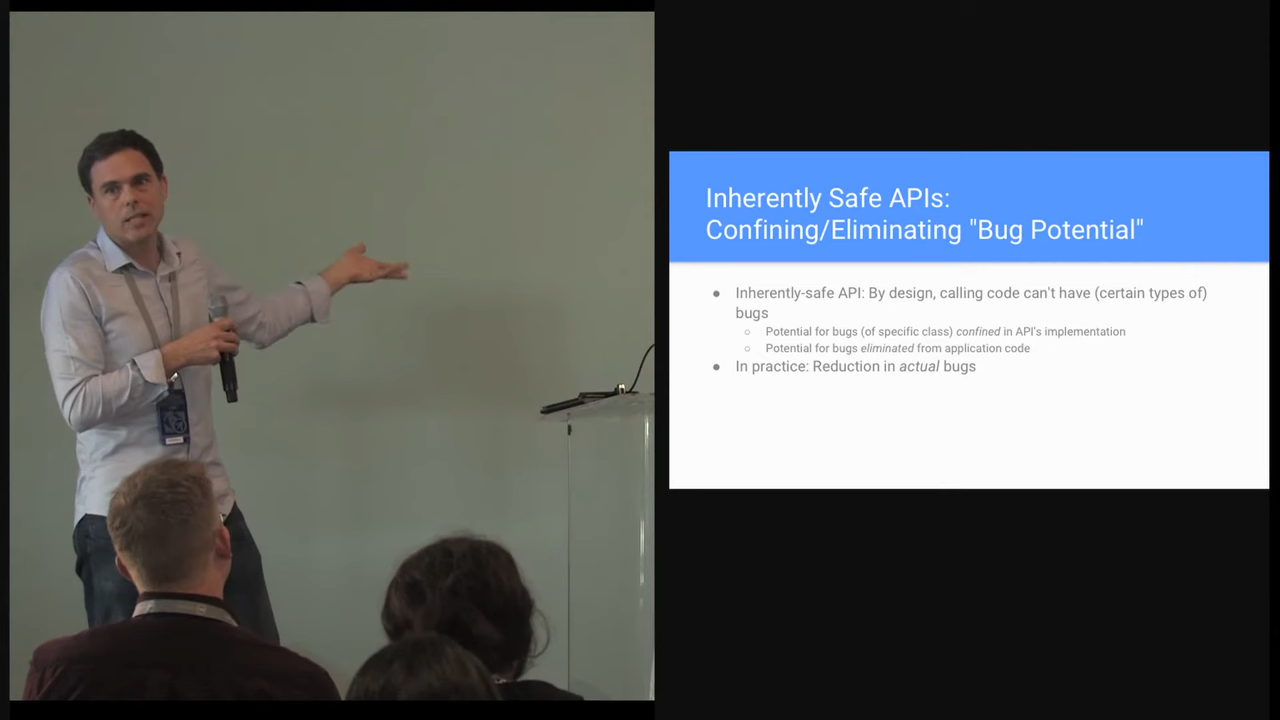 Inherently Safe APIs:
Confining/Eliminating "Bug Potential"
Inherently-safe API: By design, calling code can't have (certain types of)
bugs
Potential for bugs (of specific class) confined in API's implementation
Potential for bugs eliminated from application code
In practice: Reduction in actual bugs